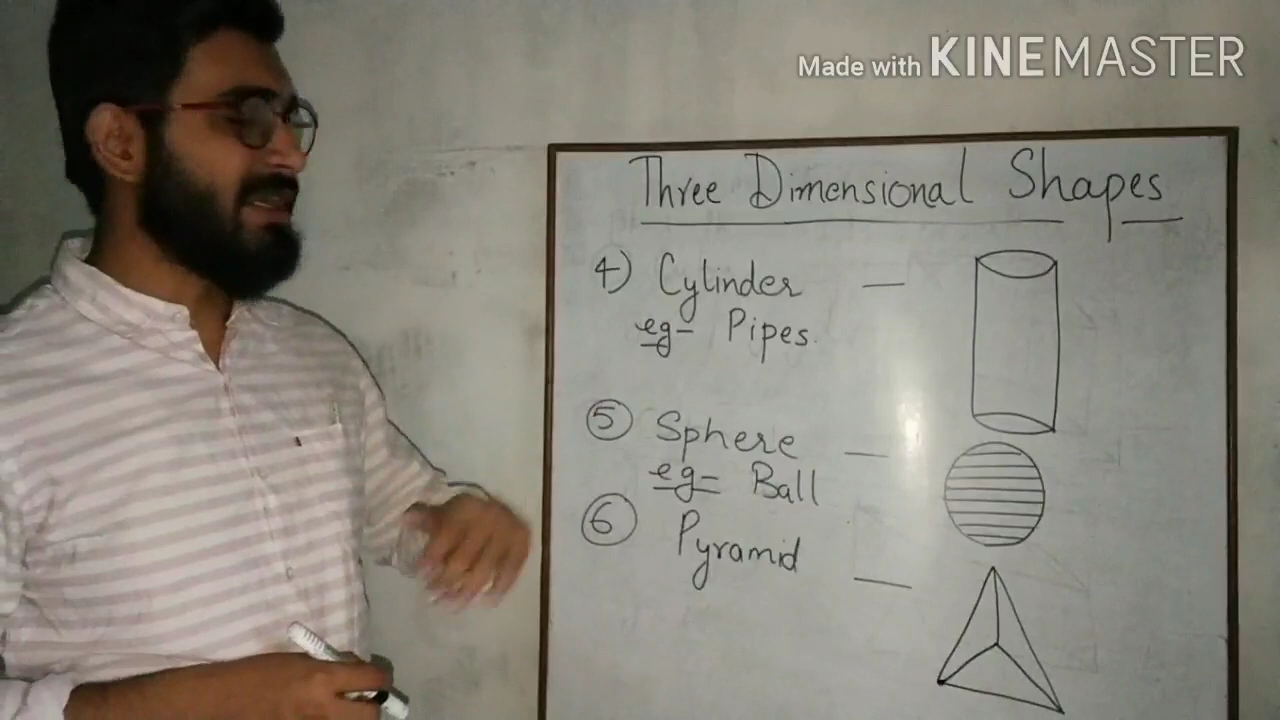 Made with KINEMASTER
Three Dimensional Shapes
4) Cylinder —
eg- Pipes.
5 Sphere —
eg= Ball
6 Pyramid —